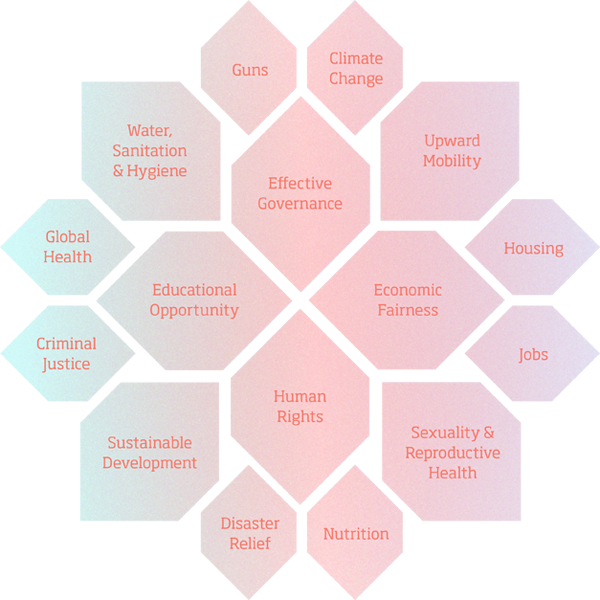 Guns
Climate
Change
Water,
Sanitation
& Hygiene
Upward
Mobility
Effective
Governance
Global
Health
Housing
Educational
Opportunity
Economic
Fairness
Criminal
Justice
Jobs
Human
Rights
Sustainable
Development
Sexuality &
Reproductive
Health
Disaster
Relief
Nutrition